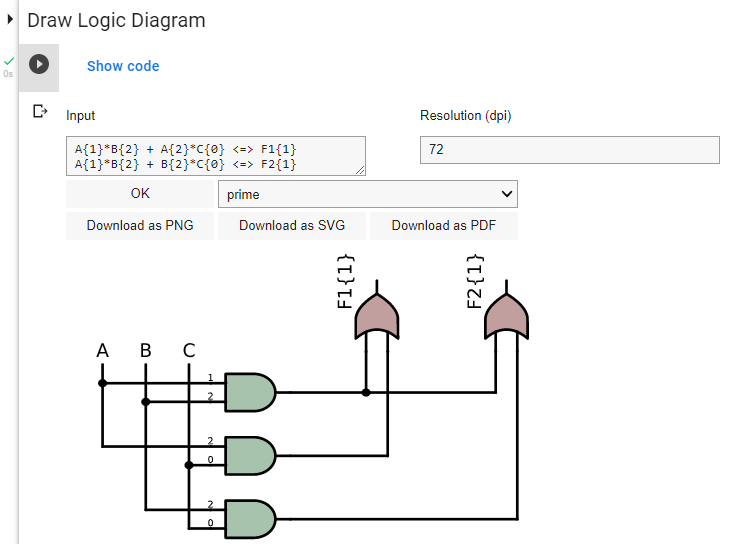 Draw Logic Diagram
0s
Show code
Input
Resolution (dpi)
A{1}*B{2} + A{2}*C{0} <=> F1{1}
A{1}*B{2} + B{2}*C{0} <=> F2{1}
72
OK
prime
Download as PNG
Download as SVG
Download as PDF
F1{1}
F2{1}
A B C
1
2
2
0
2
0